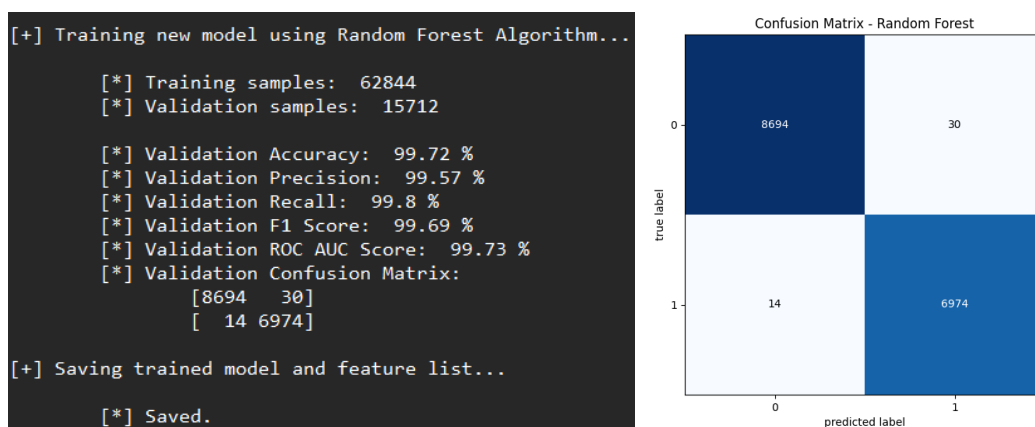 [+] Training new model using Random Forest Algorithm...
[*] Training samples:  62844
[*] Validation samples:  15712
[*] Validation Accuracy:  99.72 %
[*] Validation Precision:  99.57 %
[*] Validation Recall:  99.8 %
[*] Validation F1 Score:  99.69 %
[*] Validation ROC AUC Score:  99.73 %
[*] Validation Confusion Matrix:
[8694   30]
[  14 6974]
[+] Saving trained model and feature list...
[*] Saved.
Confusion Matrix - Random Forest
true label
0
8694
30
1
14
6974
0
1
predicted label